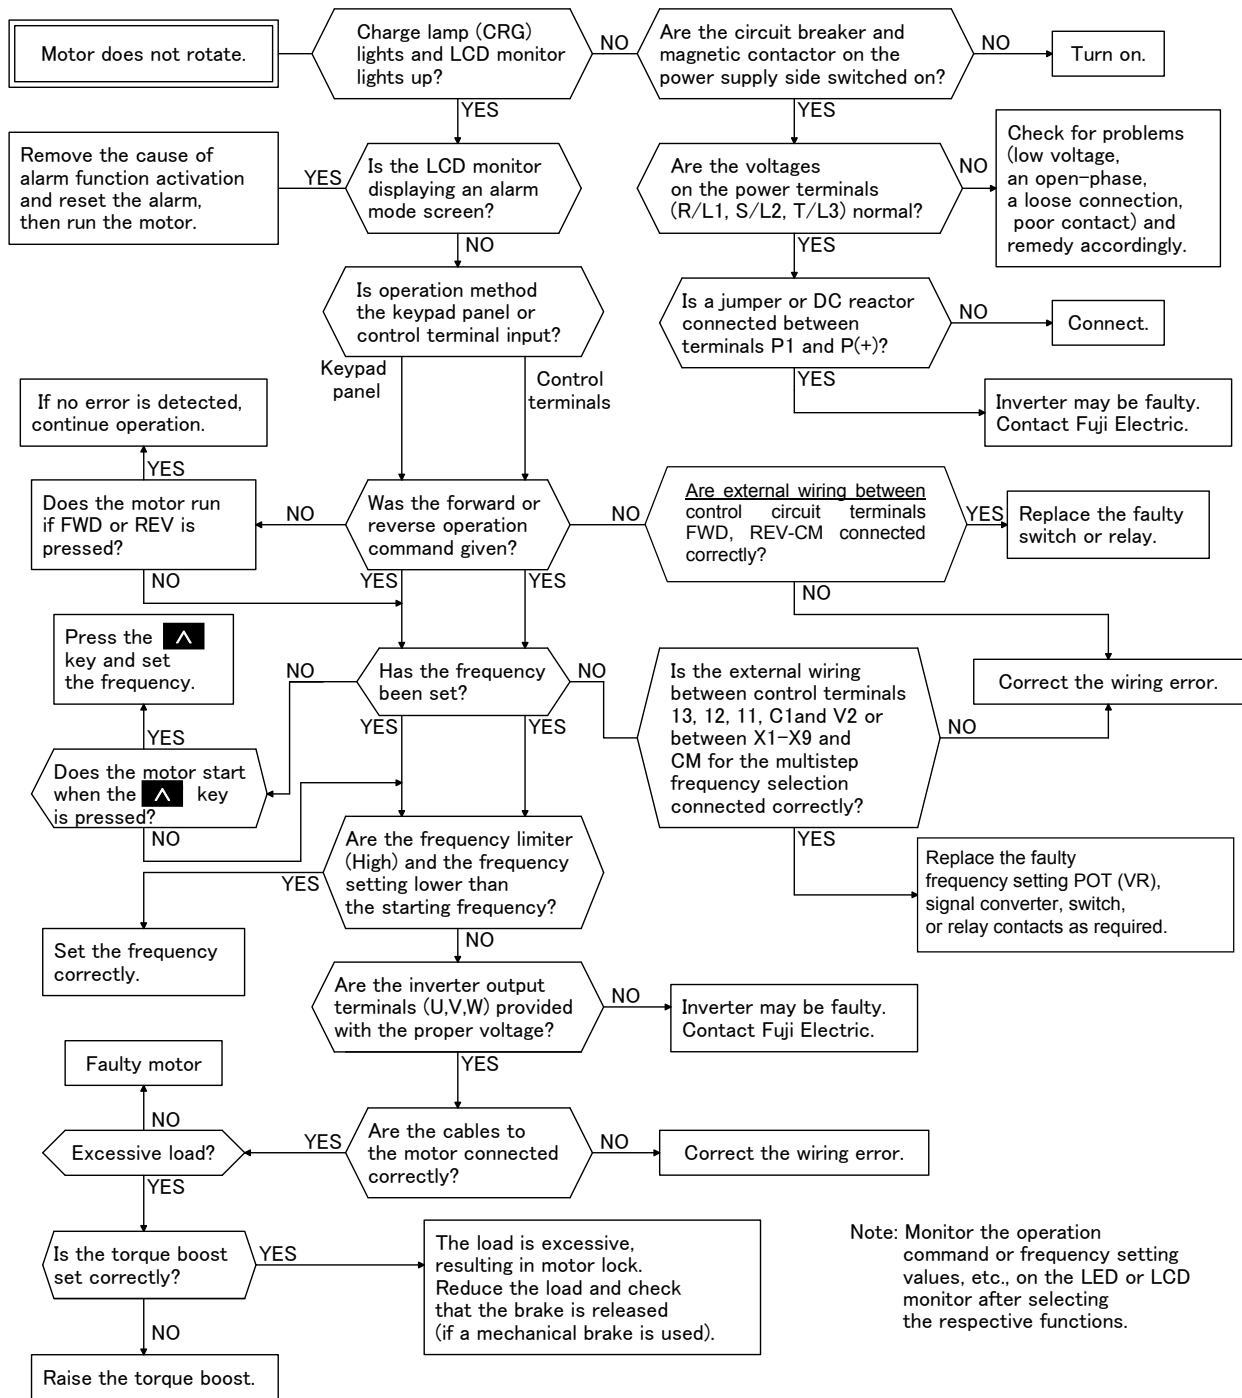 Motor does not rotate.
Charge lamp (CRG)
lights and LCD monitor
lights up?
NO
Are the circuit breaker and
magnetic contactor on the
power supply side switched on?
NO
Turn on.
YES
YES
Remove the cause of
alarm function activation
and reset the alarm,
then run the motor.
YES
Is the LCD monitor
displaying an alarm
mode screen?
Are the voltages
on the power terminals
(R/L1, S/L2, T/L3) normal?
NO
Check for problems
(low voltage,
an open-phase,
a loose connection,
poor contact) and
remedy accordingly.
NO
YES
Is operation method
the keypad panel or
control terminal input?
Is a jumper or DC reactor
connected between
terminals P1 and P(+)?
NO
Connect.
Keypad
panel
Control
terminals
YES
Inverter may be faulty.
Contact Fuji Electric.
If no error is detected,
continue operation.
YES
Does the motor run
if FWD or REV is
pressed?
NO
Was the forward or
reverse operation
command given?
NO
Are external wiring between
control circuit terminals
FWD, REV-CM connected
correctly?
YES
Replace the faulty
switch or relay.
NO
YES
YES
NO
Press the ∧
key and set
the frequency.
NO
Has the frequency
been set?
NO
Is the external wiring
between control terminals
13, 12, 11, C1and V2 or
between X1-X9 and
CM for the multistep
frequency selection
connected correctly?
NO
Correct the wiring error.
YES
YES
YES
Does the motor start
when the ∧ key
is pressed?
NO
Are the frequency limiter
(High) and the frequency
setting lower than
the starting frequency?
YES
YES
Replace the faulty
frequency setting POT (VR),
signal converter, switch,
or relay contacts as required.
Set the frequency
correctly.
NO
Are the inverter output
terminals (U,V,W) provided
with the proper voltage?
NO
Inverter may be faulty.
Contact Fuji Electric.
YES
Faulty motor
NO
Excessive load?
YES
Are the cables to
the motor connected
correctly?
NO
Correct the wiring error.
YES
Is the torque boost
set correctly?
YES
The load is excessive,
resulting in motor lock.
Reduce the load and check
that the brake is released
(if a mechanical brake is used).
NO
Raise the torque boost.
Note: Monitor the operation
command or frequency setting
values, etc., on the LED or LCD
monitor after selecting
the respective functions.